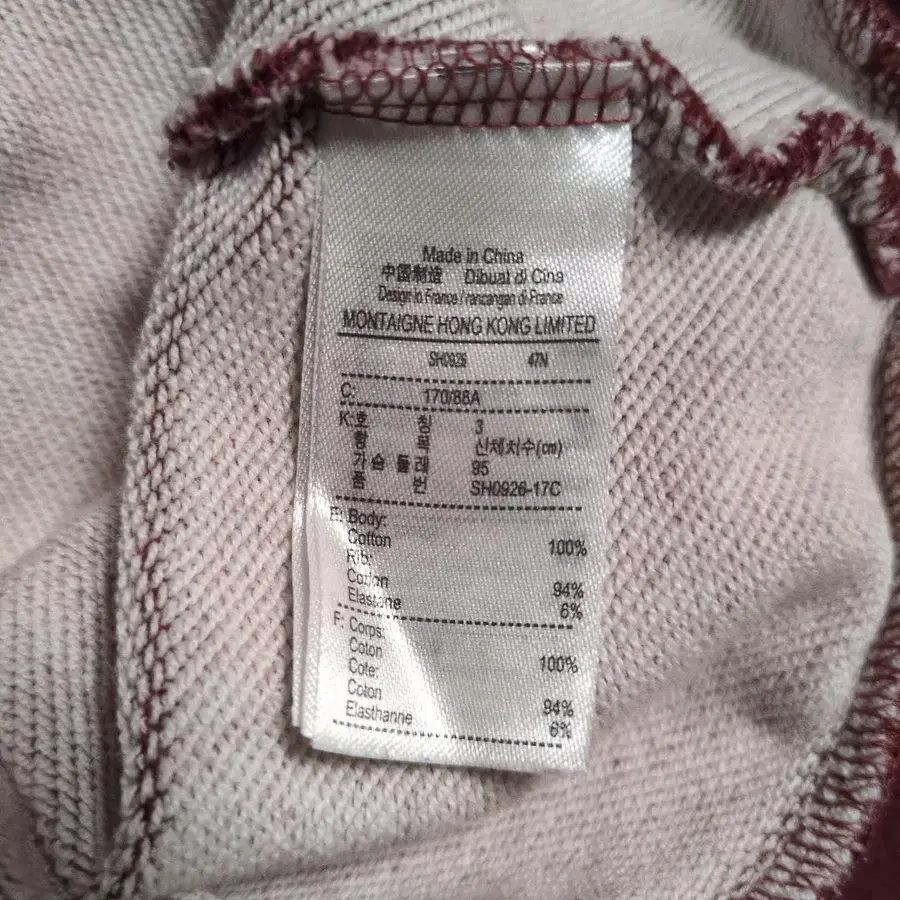 Made in China
中国制造 Dibuat di Cina
Design in France / rancangan di France
MONTAIGNE HONG KONG LIMITED
SH0926 47N
C: 170/88A
K: 호 칭 3
항 목 신체치수(cm)
가 슴 둘 레 95
품 번 SH0926-17C
E: Body:
Cotton 100%
Rib:
Cotton 94%
Elastane 6%
F: Corps:
Coton 100%
Cote:
Coton 94%
Elasthanne 6%